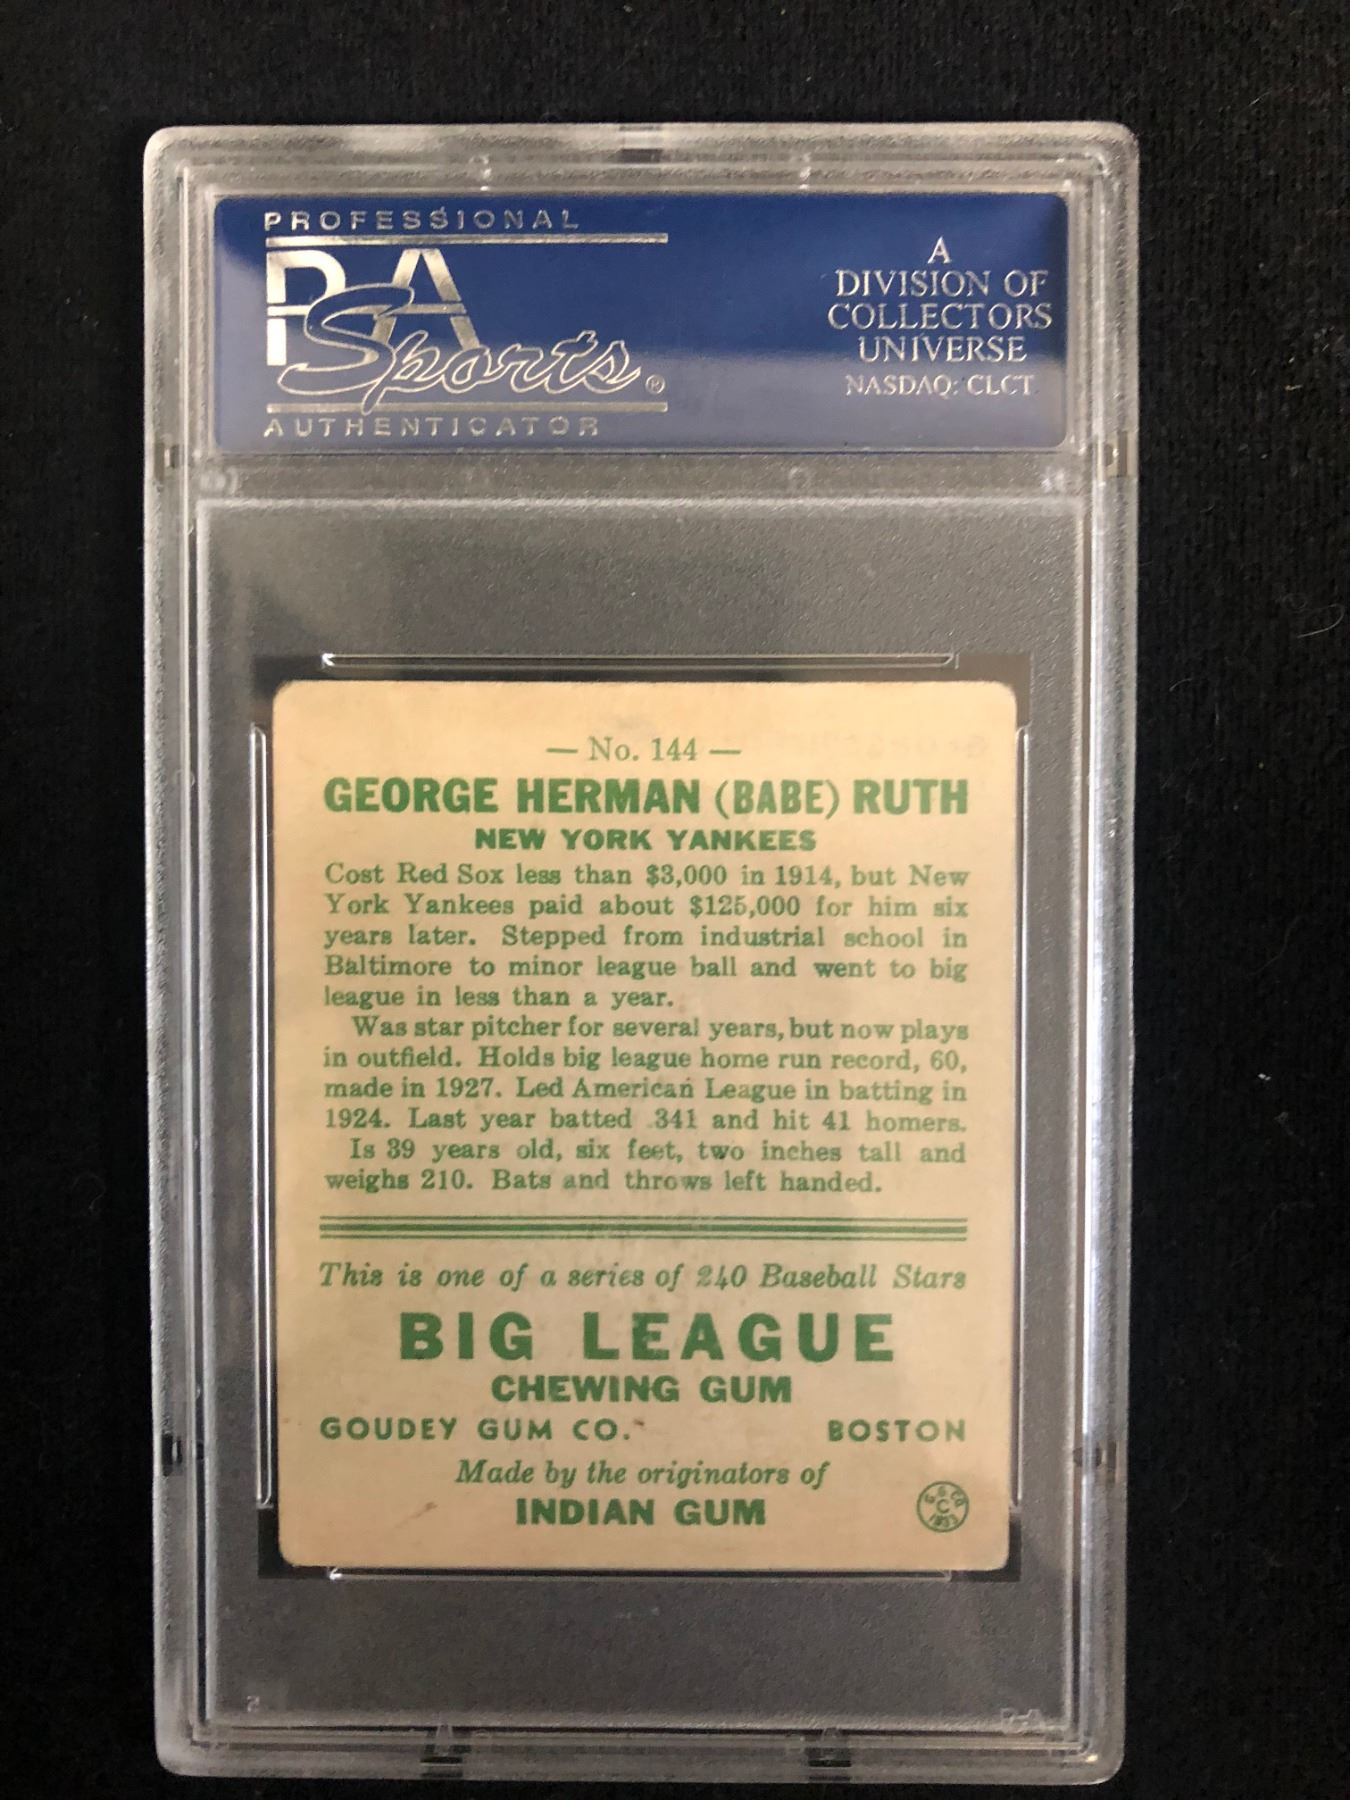 PROFESSIONAL
PSA
Sports®
AUTHENTICATOR
A
DIVISION OF
COLLECTORS
UNIVERSE
NASDAQ: CLCT
— No. 144 —
GEORGE HERMAN (BABE) RUTH
NEW YORK YANKEES
Cost Red Sox less than $3,000 in 1914, but New
York Yankees paid about $125,000 for him six
years later. Stepped from industrial school in
Baltimore to minor league ball and went to big
league in less than a year.
Was star pitcher for several years, but now plays
in outfield. Holds big league home run record, 60,
made in 1927. Led American League in batting in
1924. Last year batted .341 and hit 41 homers.
Is 39 years old, six feet, two inches tall and
weighs 210. Bats and throws left handed.
This is one of a series of 240 Baseball Stars
BIG LEAGUE
CHEWING GUM
GOUDEY GUM CO. BOSTON
Made by the originators of
INDIAN GUM
C
1933